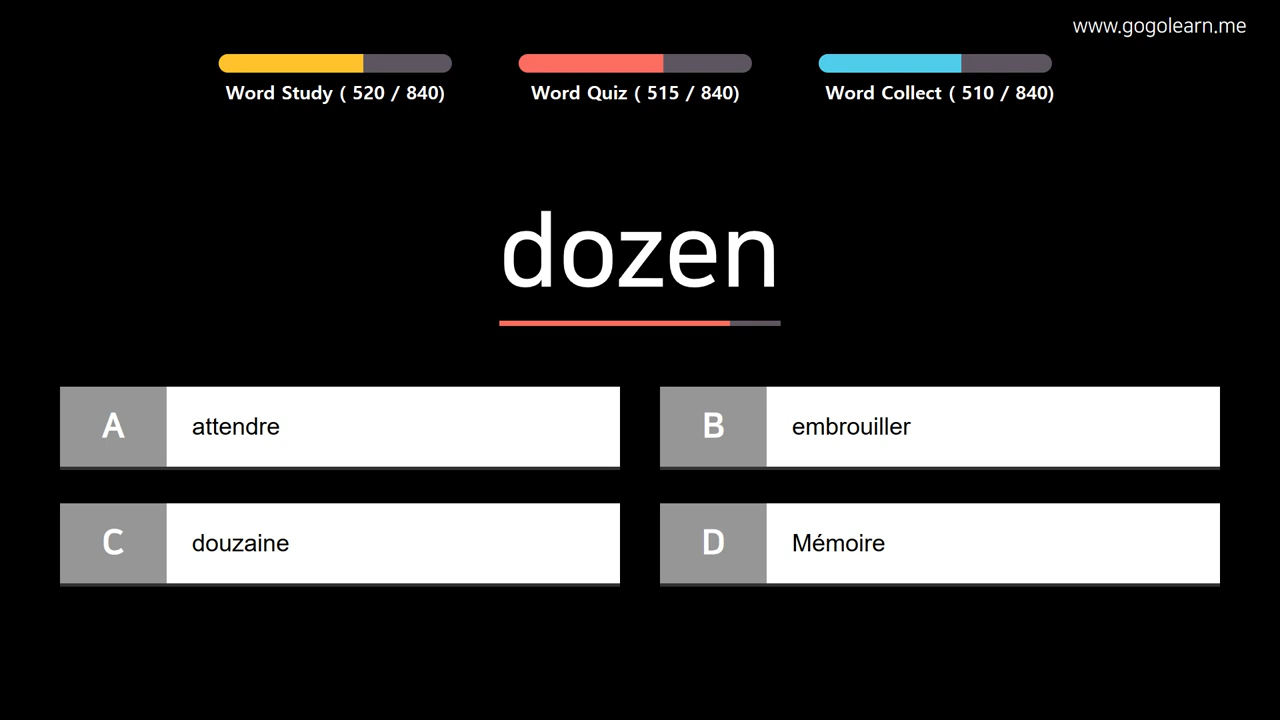 www.gogolearn.me
Word Study ( 520 / 840)
Word Quiz ( 515 / 840)
Word Collect ( 510 / 840)
dozen
A attendre
B embrouiller
C douzaine
D Mémoire